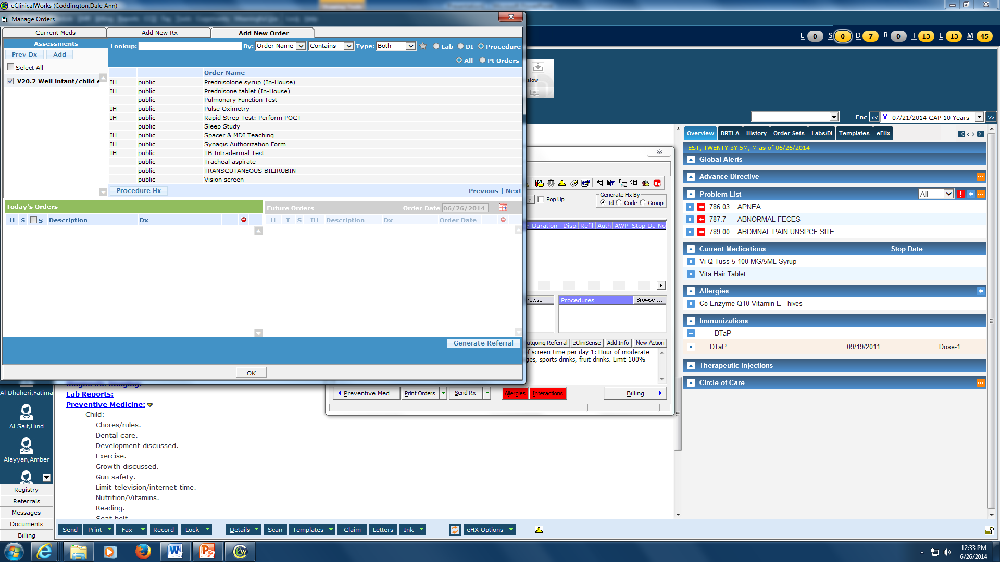 eClinicalWorks (Coddington,Dale Ann)
Manage Orders
Current Meds Add New Rx Add New Order
Assessments
Prev Dx Add
Select All
V20.2 Well infant/child e
Lookup: By: Order Name Contains Type: Both Lab DI Procedure
All Pt Orders
Order Name
IH public Prednisolone syrup (In-House)
IH public Prednisone tablet (In-House)
public Pulmonary Function Test
IH public Pulse Oximetry
IH public Rapid Strep Test: Perform POCT
public Sleep Study
IH public Spacer & MDI Teaching
IH public Synagis Authorization Form
IH public TB Intradermal Test
public Tracheal aspirate
public TRANSCUTANEOUS BILIRUBIN
public Vision screen
Procedure Hx Previous | Next
Today's Orders
H S S Description Dx
Future Orders Order Date 06/26/2014
H T S IH Description Dx Order Date
Generate Referral
OK
E 0 S 0 D 7 R 0 T 13 L 13 M 45
alow
Enc << V 07/21/2014 CAP 10 Years >>
Pop Up
Generate Hx By
Id Code Group
Duration Disp Refill Auth AWP Stop Da No
rowse ... Procedures Browse ...
utgoing Referral eCliniSense Add Info New Action
of screen time per day 1: Hour of moderate
ges, sports drinks, fruit drinks. Limit 100%
Preventive Med Print Orders Send Rx Allergies Interactions Billing
Overview DRTLA History Order Sets Labs/DI Templates eEHx
TEST, TWENTY 3Y 5M, M as of 06/26/2014
Global Alerts
Advance Directive
Problem List All
786.03 APNEA
787.7 ABNORMAL FECES
789.00 ABDMNAL PAIN UNSPCF SITE
Current Medications Stop Date
Vi-Q-Tuss 5-100 MG/5ML Syrup
Vita Hair Tablet
Allergies
Co-Enzyme Q10-Vitamin E - hives
Immunizations
DTaP
DTaP 09/19/2011 Dose-1
Therapeutic Injections
Circle of Care
Al Dhaheri,Fatima
Al Saif,Hind
Alayyan,Amber
Registry
Referrals
Messages
Documents
Billing
Diagnostic Imaging:
Lab Reports:
Preventive Medicine:
Child:
Chores/rules.
Dental care.
Development discussed.
Exercise.
Growth discussed.
Gun safety.
Limit television/internet time.
Nutrition/Vitamins.
Reading.
Seat belt
Send Print Fax Record Lock Details Scan Templates Claim Letters Ink eHX Options
12:33 PM
6/26/2014